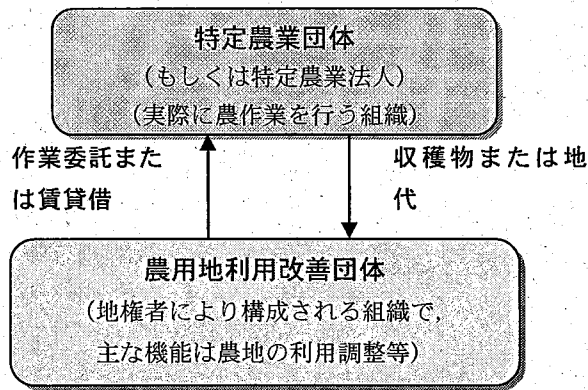 特定農業団体
（もしくは特定農業法人）
（実際に農作業を行う組織）
作業委託また
は賃貸借
収穫物または地
代
農用地利用改善団体
（地権者により構成される組織で，
主な機能は農地の利用調整等）